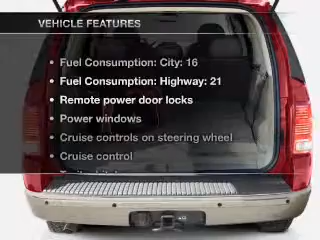 VEHICLE FEATURES
• Fuel Consumption: City: 16
• Fuel Consumption: Highway: 21
• Remote power door locks
• Power windows
• Cruise controls on steering wheel
• Cruise control